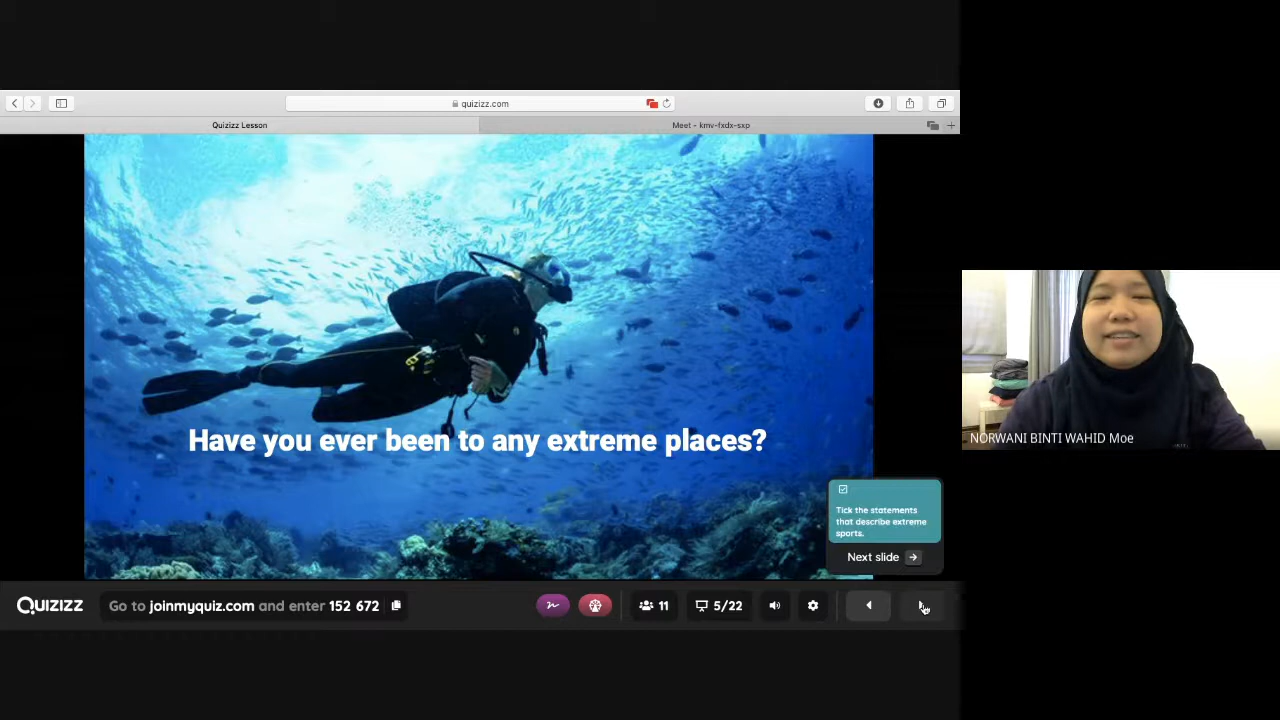 quizizz.com
Quizizz Lesson
Meet - kmv-fxdx-sxp
Have you ever been to any extreme places?
Tick the statements
that describe extreme
sports.
Next slide
NORWANI BINTI WAHID Moe
QUIZIZZ
Go to joinmyquiz.com and enter 152 672
11
5/22